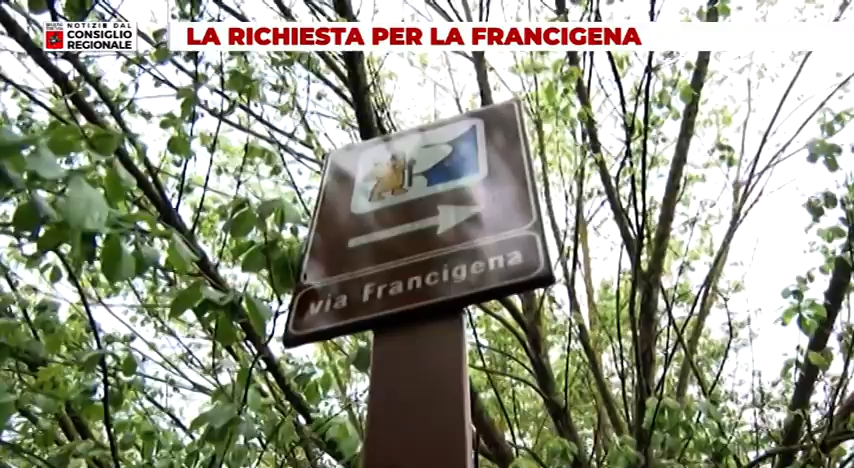 NOTIZIE DAL
CONSIGLIO
REGIONALE
LA RICHIESTA PER LA FRANCIGENA
via Francigena